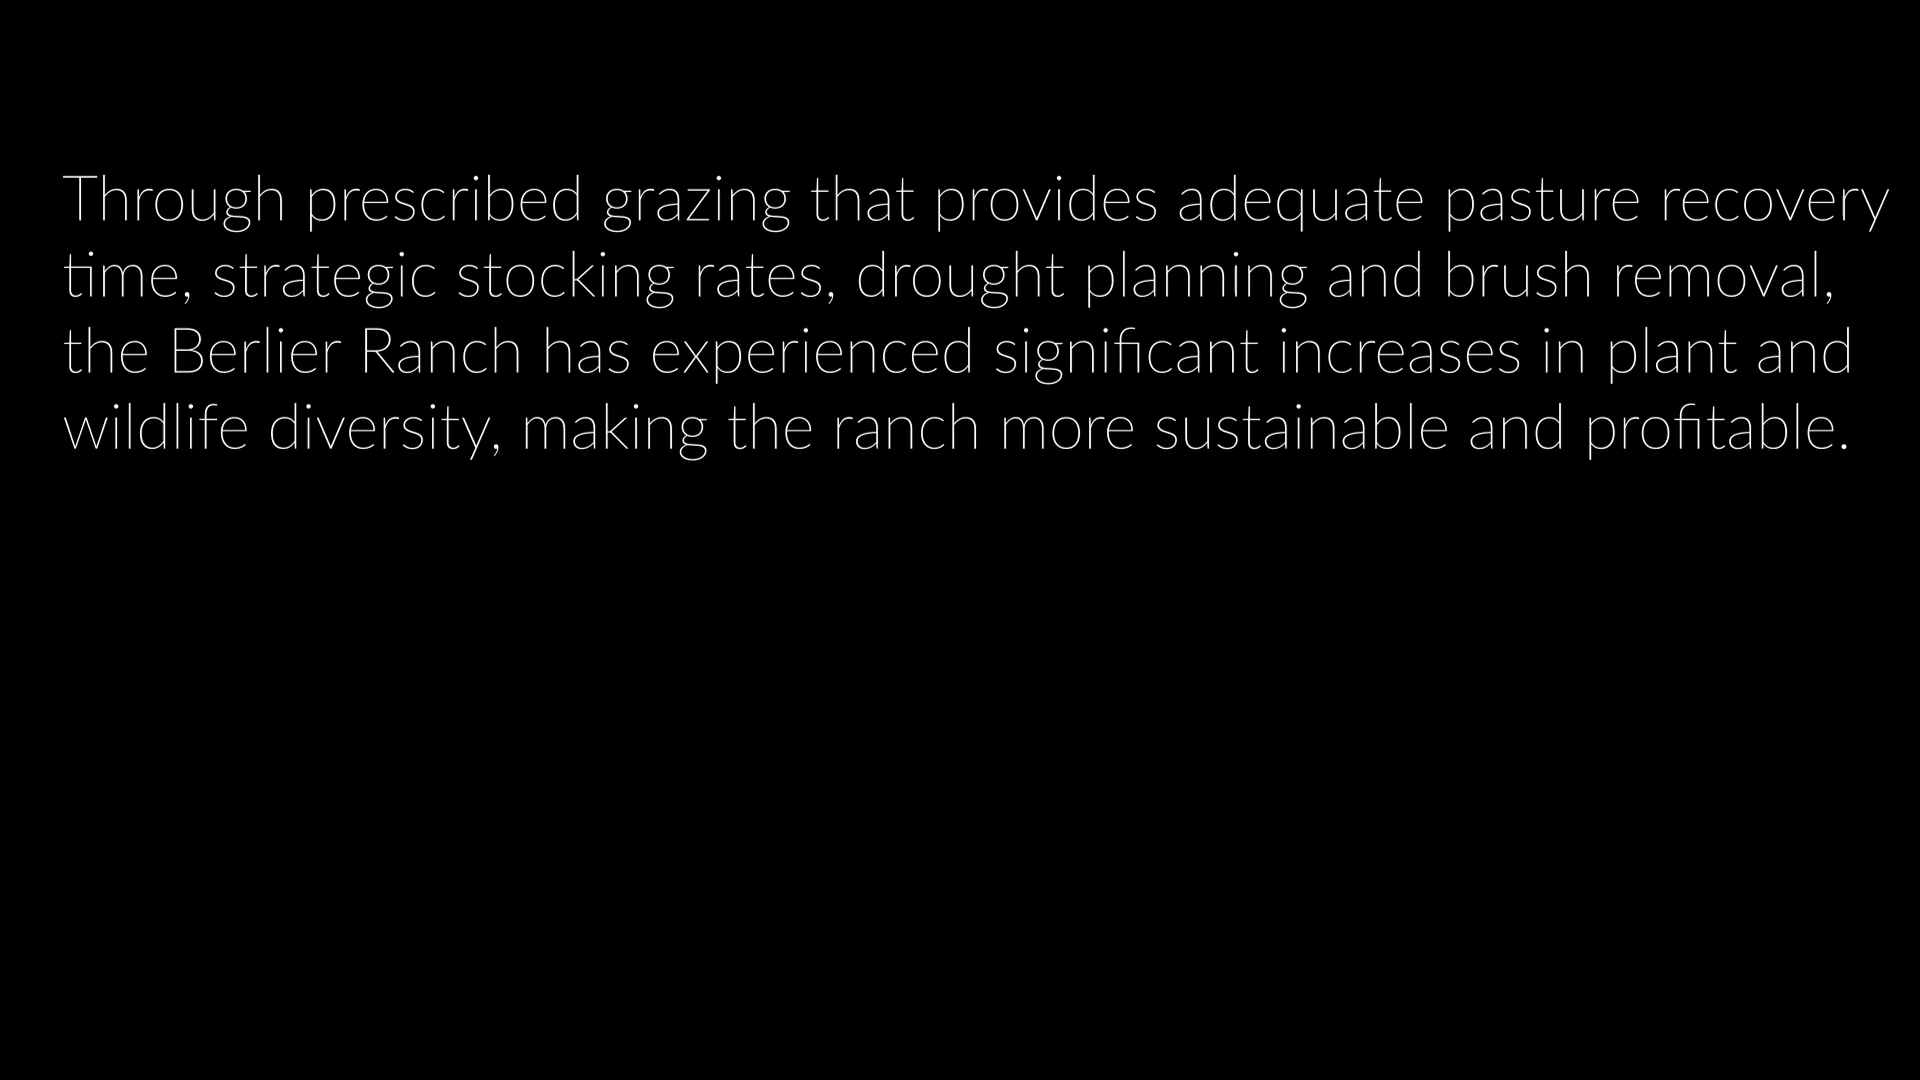 Through prescribed grazing that provides adequate pasture recovery
time, strategic stocking rates, drought planning and brush removal,
the Berlier Ranch has experienced significant increases in plant and
wildlife diversity, making the ranch more sustainable and profitable.